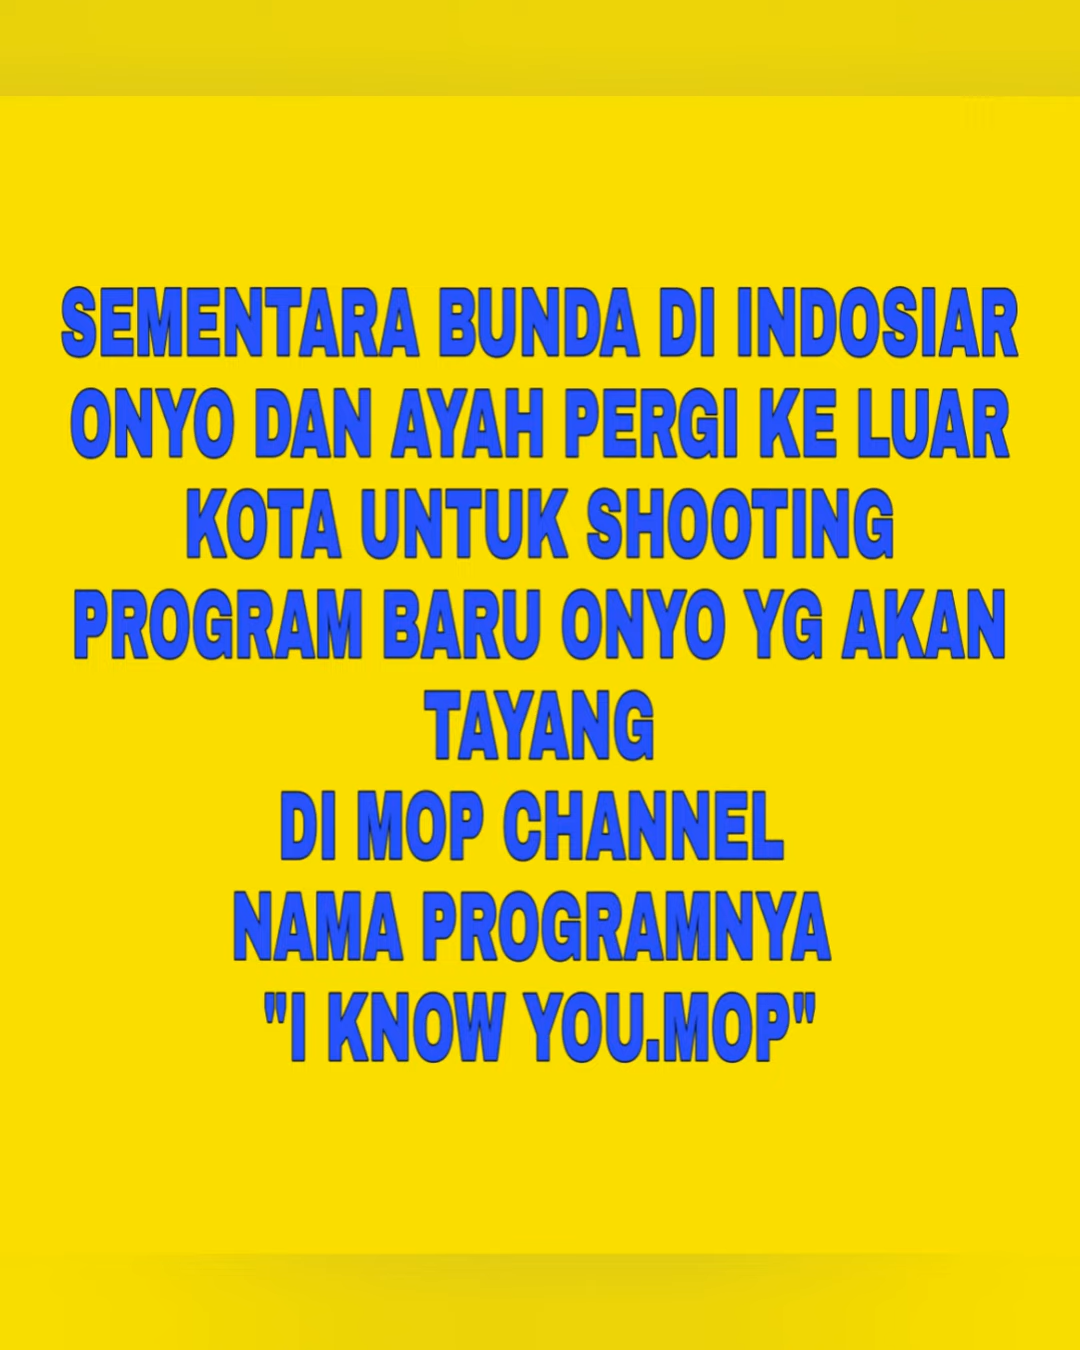 SEMENTARA BUNDA DI INDOSIAR
ONYO DAN AYAH PERGI KE LUAR
KOTA UNTUK SHOOTING
PROGRAM BARU ONYO YG AKAN
TAYANG
DI MOP CHANNEL
NAMA PROGRAMNYA
"I KNOW YOU.MOP"